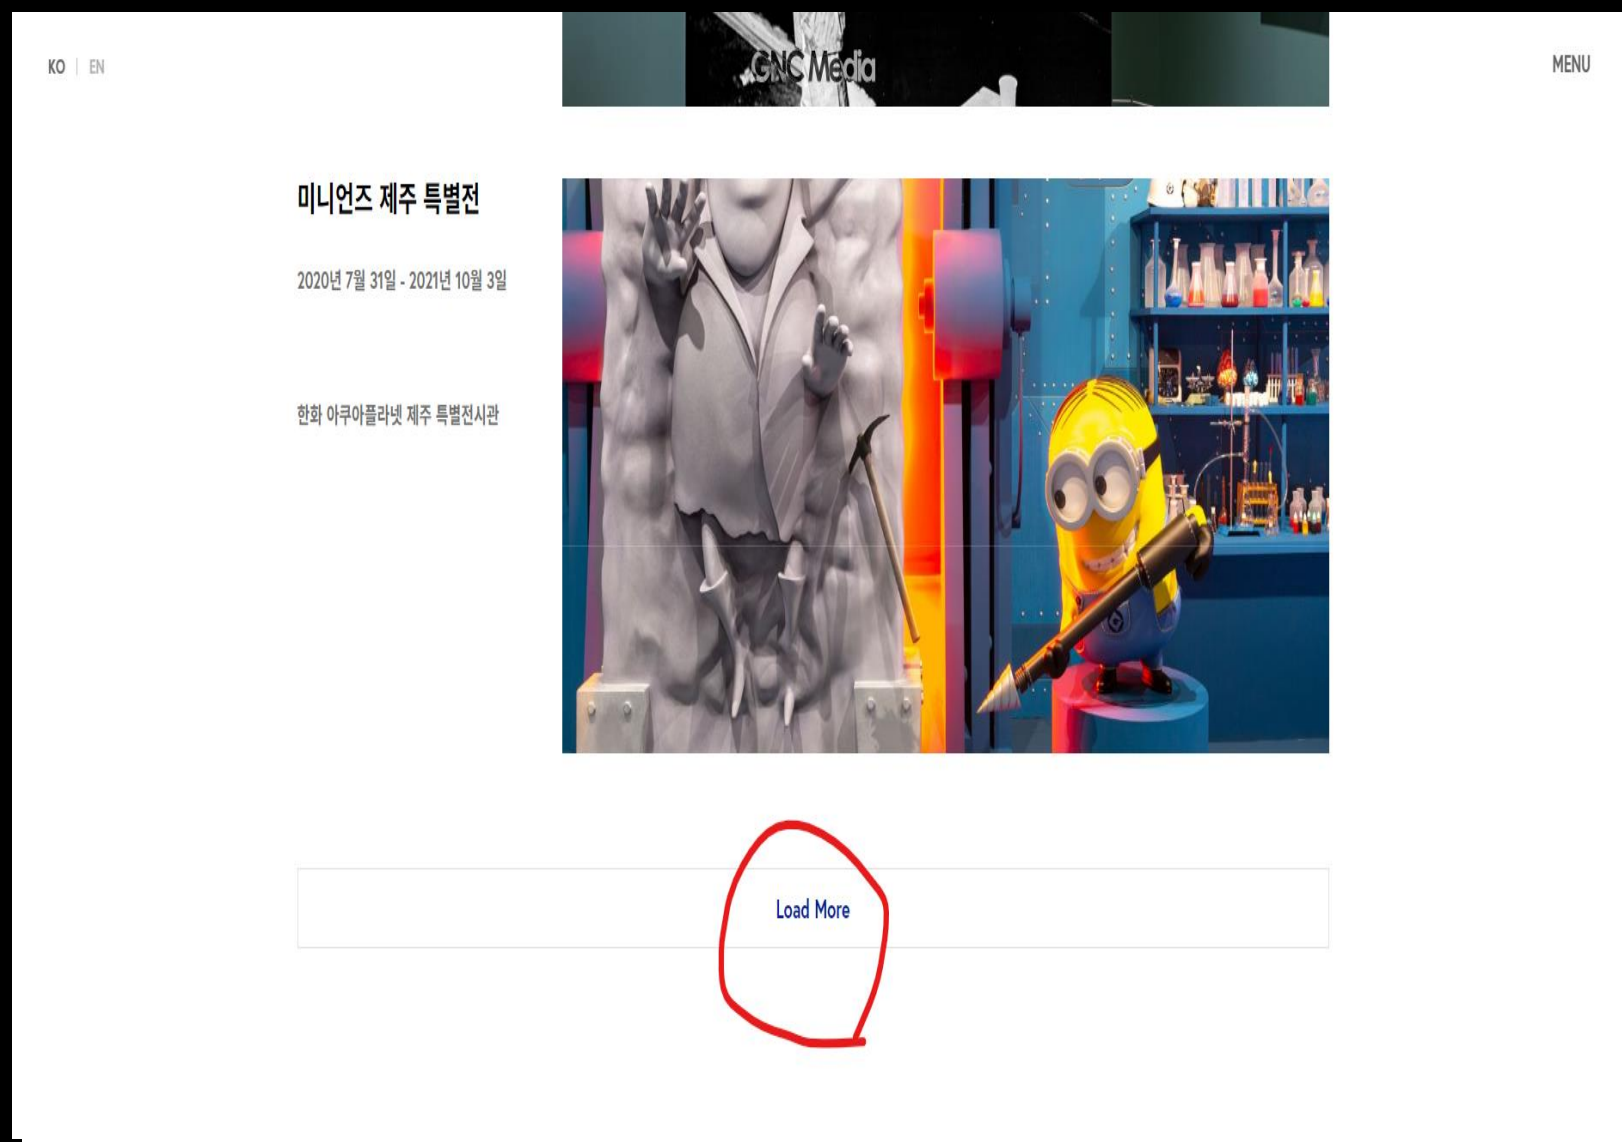 KO | EN
GNC Media
MENU
미니언즈 제주 특별전
2020년 7월 31일 - 2021년 10월 3일
한화 아쿠아플라넷 제주 특별전시관
Load More